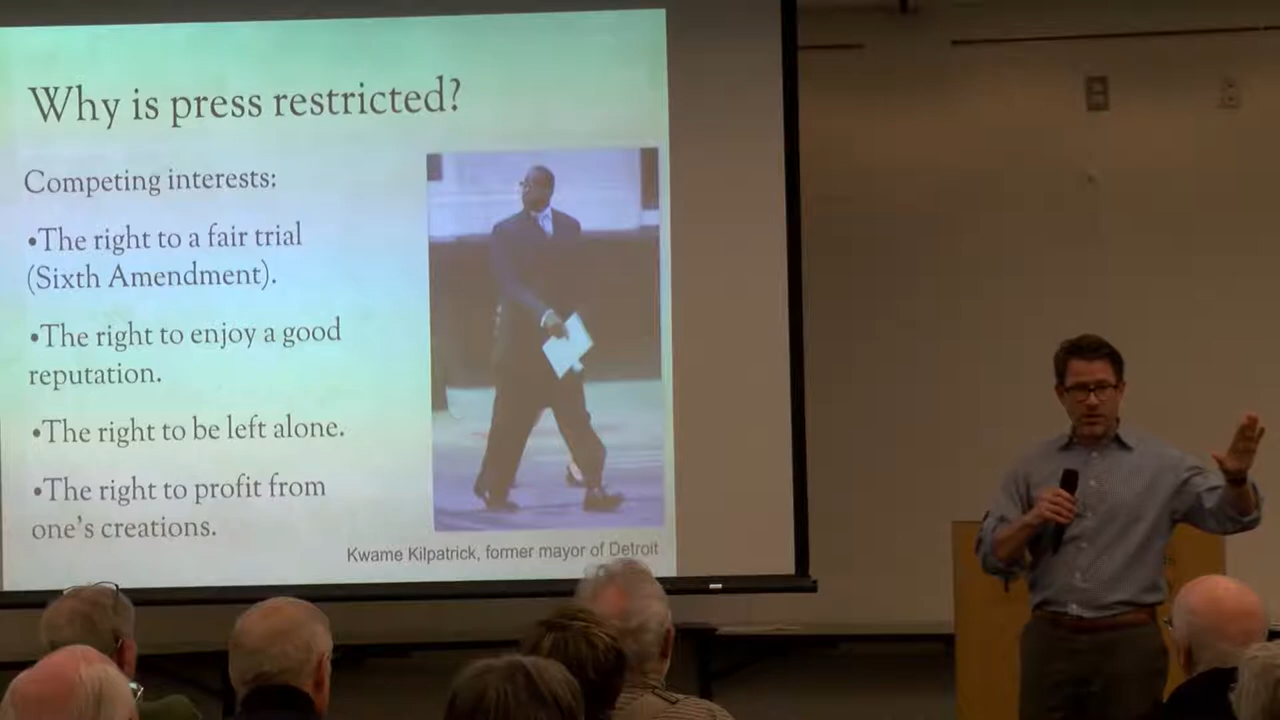 Why is press restricted?
Competing interests:
•The right to a fair trial
(Sixth Amendment).
•The right to enjoy a good
reputation.
•The right to be left alone.
•The right to profit from
one's creations.
Kwame Kilpatrick, former mayor of Detroit